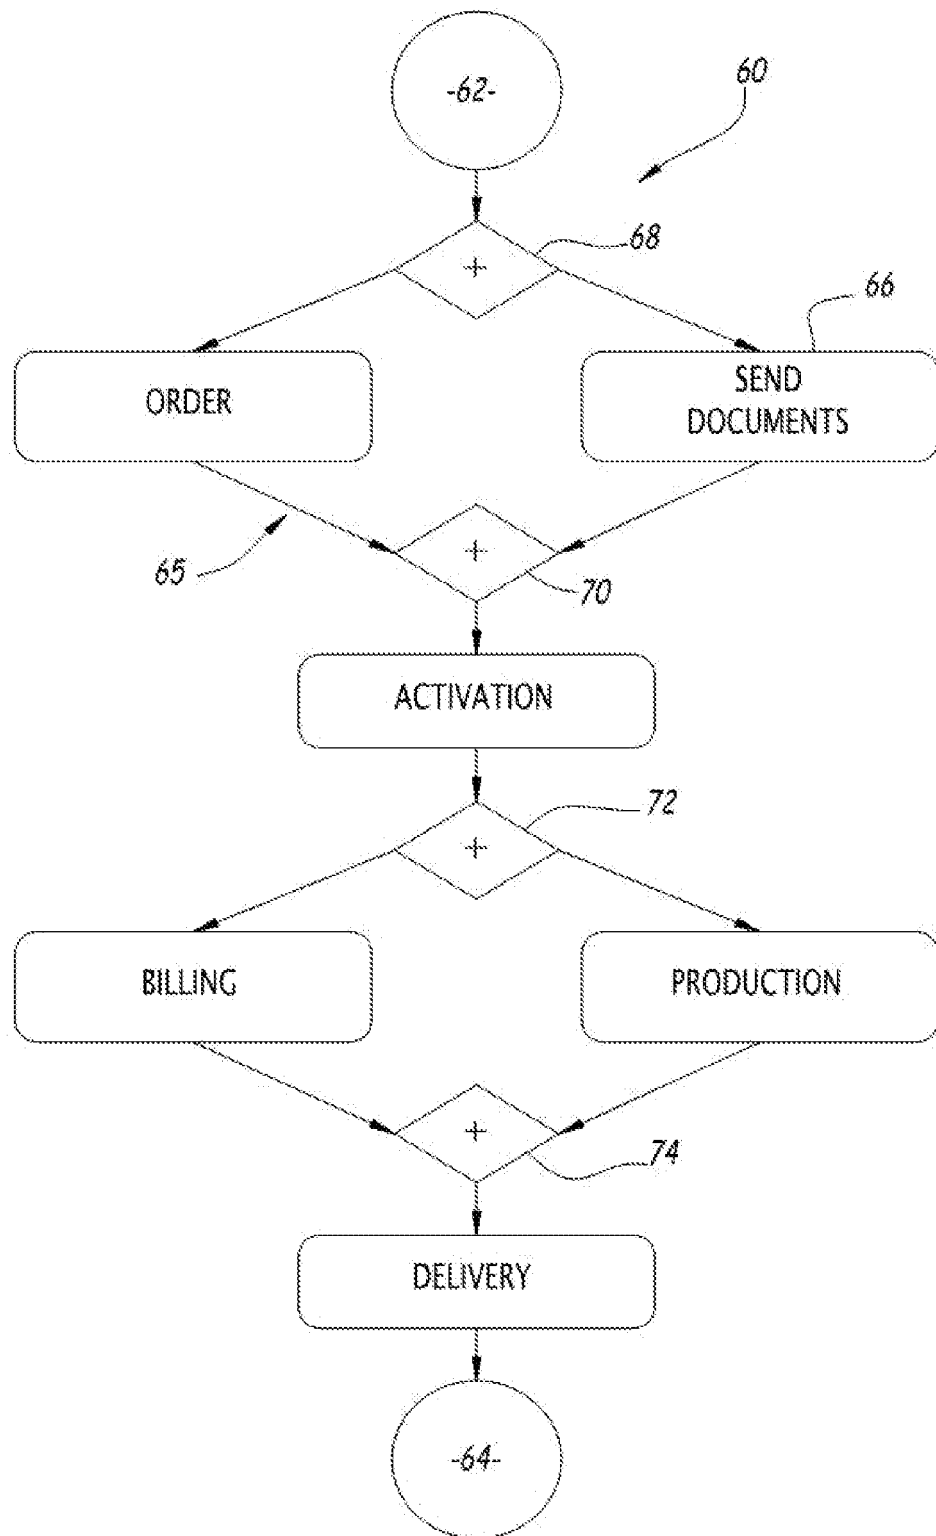 -62-
60
+
68
66
ORDER
SEND
DOCUMENTS
+
65
70
ACTIVATION
72
+
BILLING
PRODUCTION
+
74
DELIVERY
-64-